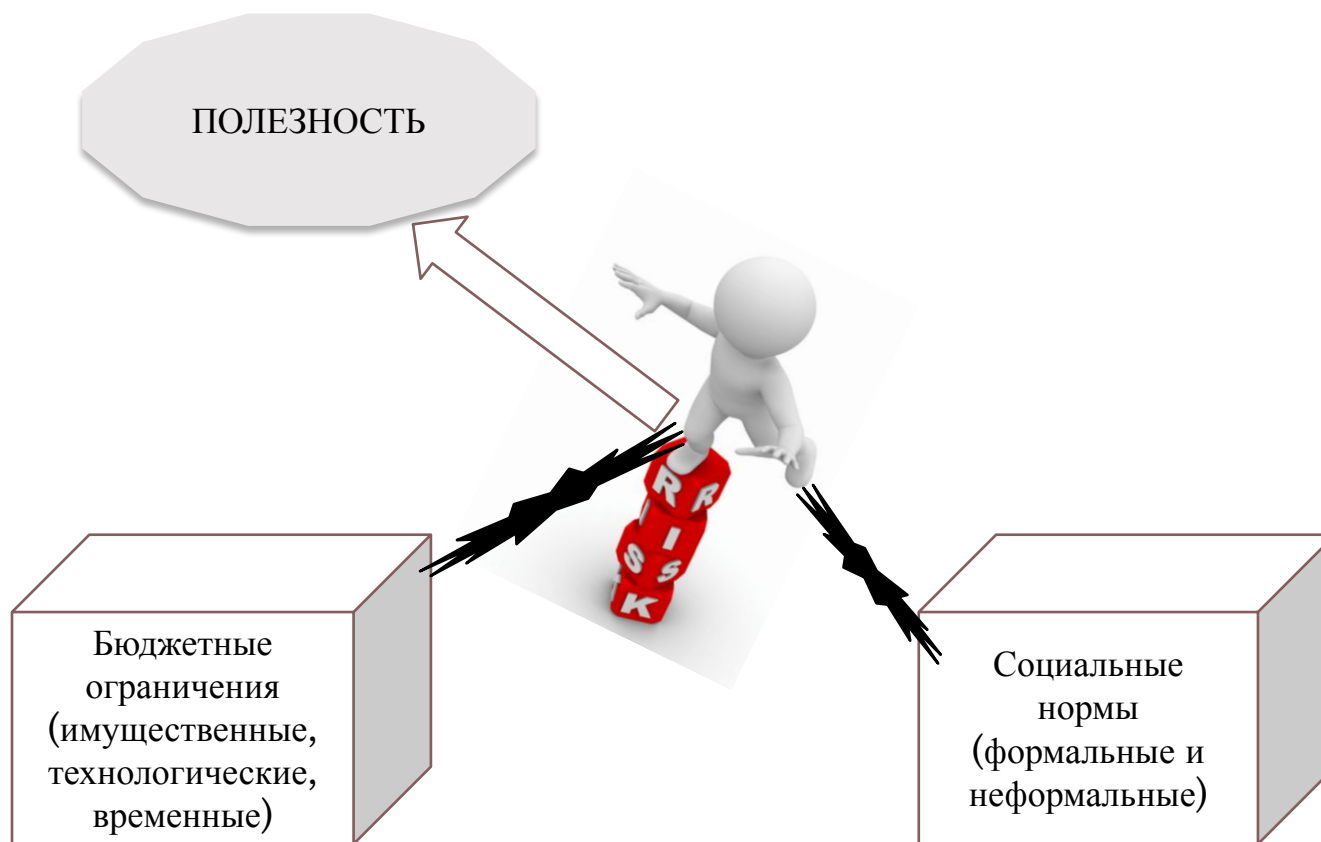 ПОЛЕЗНОСТЬ
R R
I
S S
K
Бюджетные
ограничения
(имущественные,
технологические,
временные)
Социальные
нормы
(формальные и
неформальные)